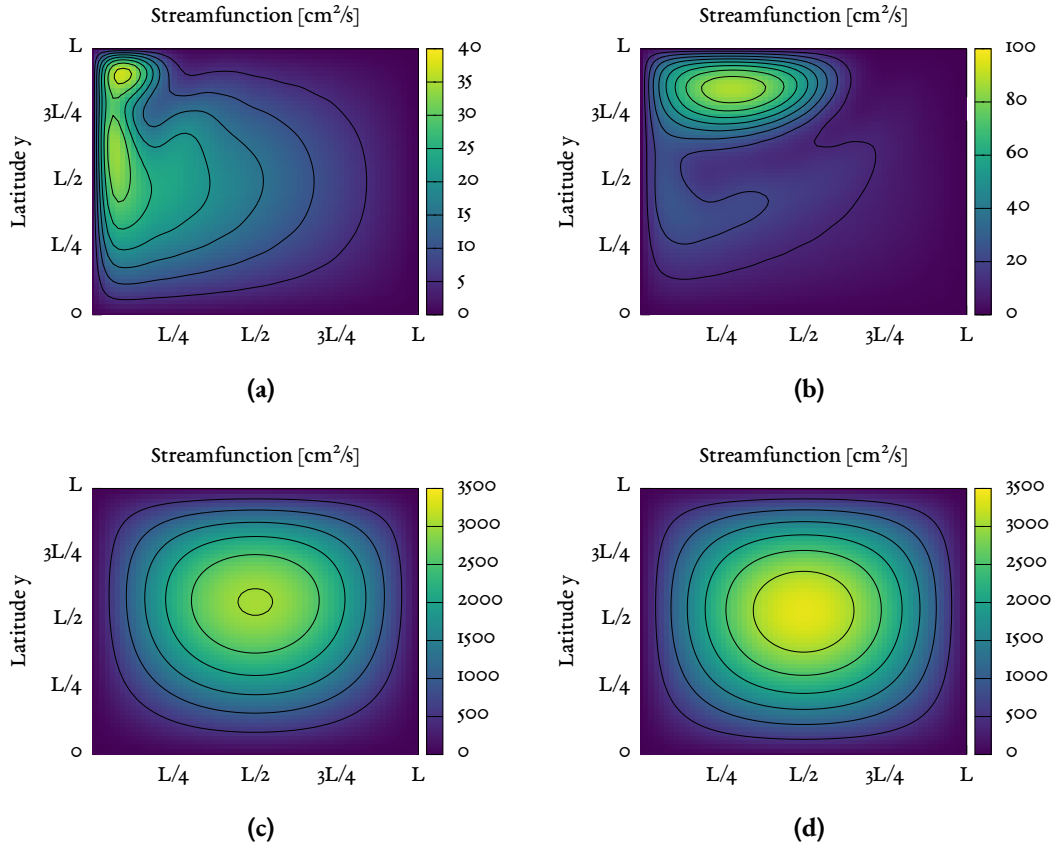 Streamfunction [cm²/s]
L
3L/4
L/2
L/4
0
Latitude y
L/4 L/2 3L/4 L
40
35
30
25
20
15
10
5
0
(a)
Streamfunction [cm²/s]
L
3L/4
L/2
L/4
0
Latitude y
L/4 L/2 3L/4 L
100
80
60
40
20
0
(b)
Streamfunction [cm²/s]
L
3L/4
L/2
L/4
0
Latitude y
L/4 L/2 3L/4 L
3500
3000
2500
2000
1500
1000
500
0
(c)
Streamfunction [cm²/s]
L
3L/4
L/2
L/4
0
Latitude y
L/4 L/2 3L/4 L
3500
3000
2500
2000
1500
1000
500
0
(d)